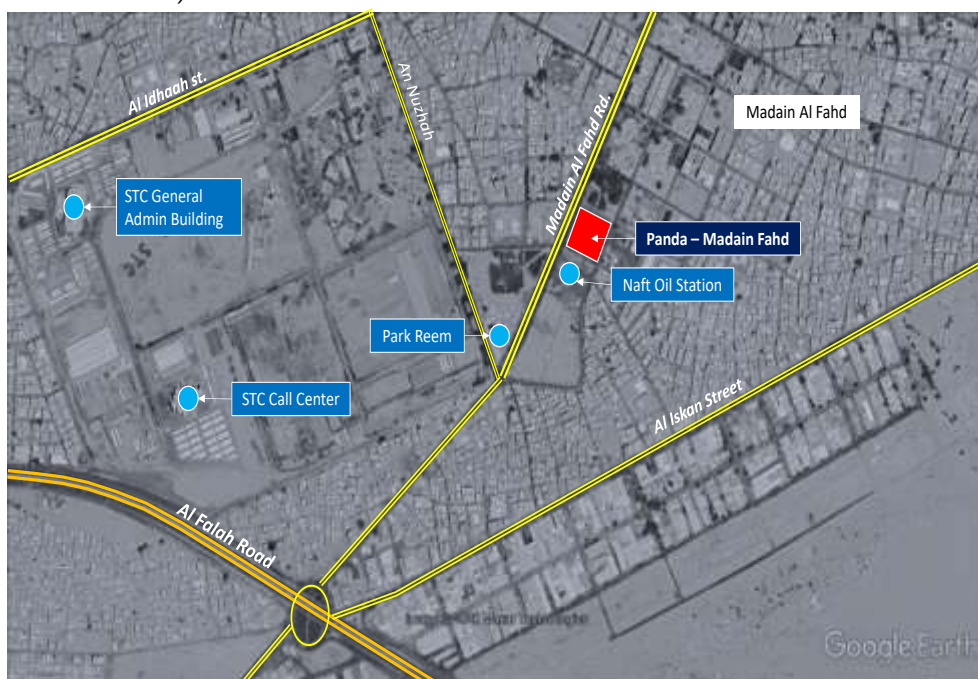 Al Idhaah st.
An Nuzhah
Madain Al Fahd Rd.
Madain Al Fahd
STC General
Admin Building
Panda – Madain Fahd
STC
Naft Oil Station
Park Reem
STC Call Center
Al Iskan Street
Al Falah Road
Google Earth